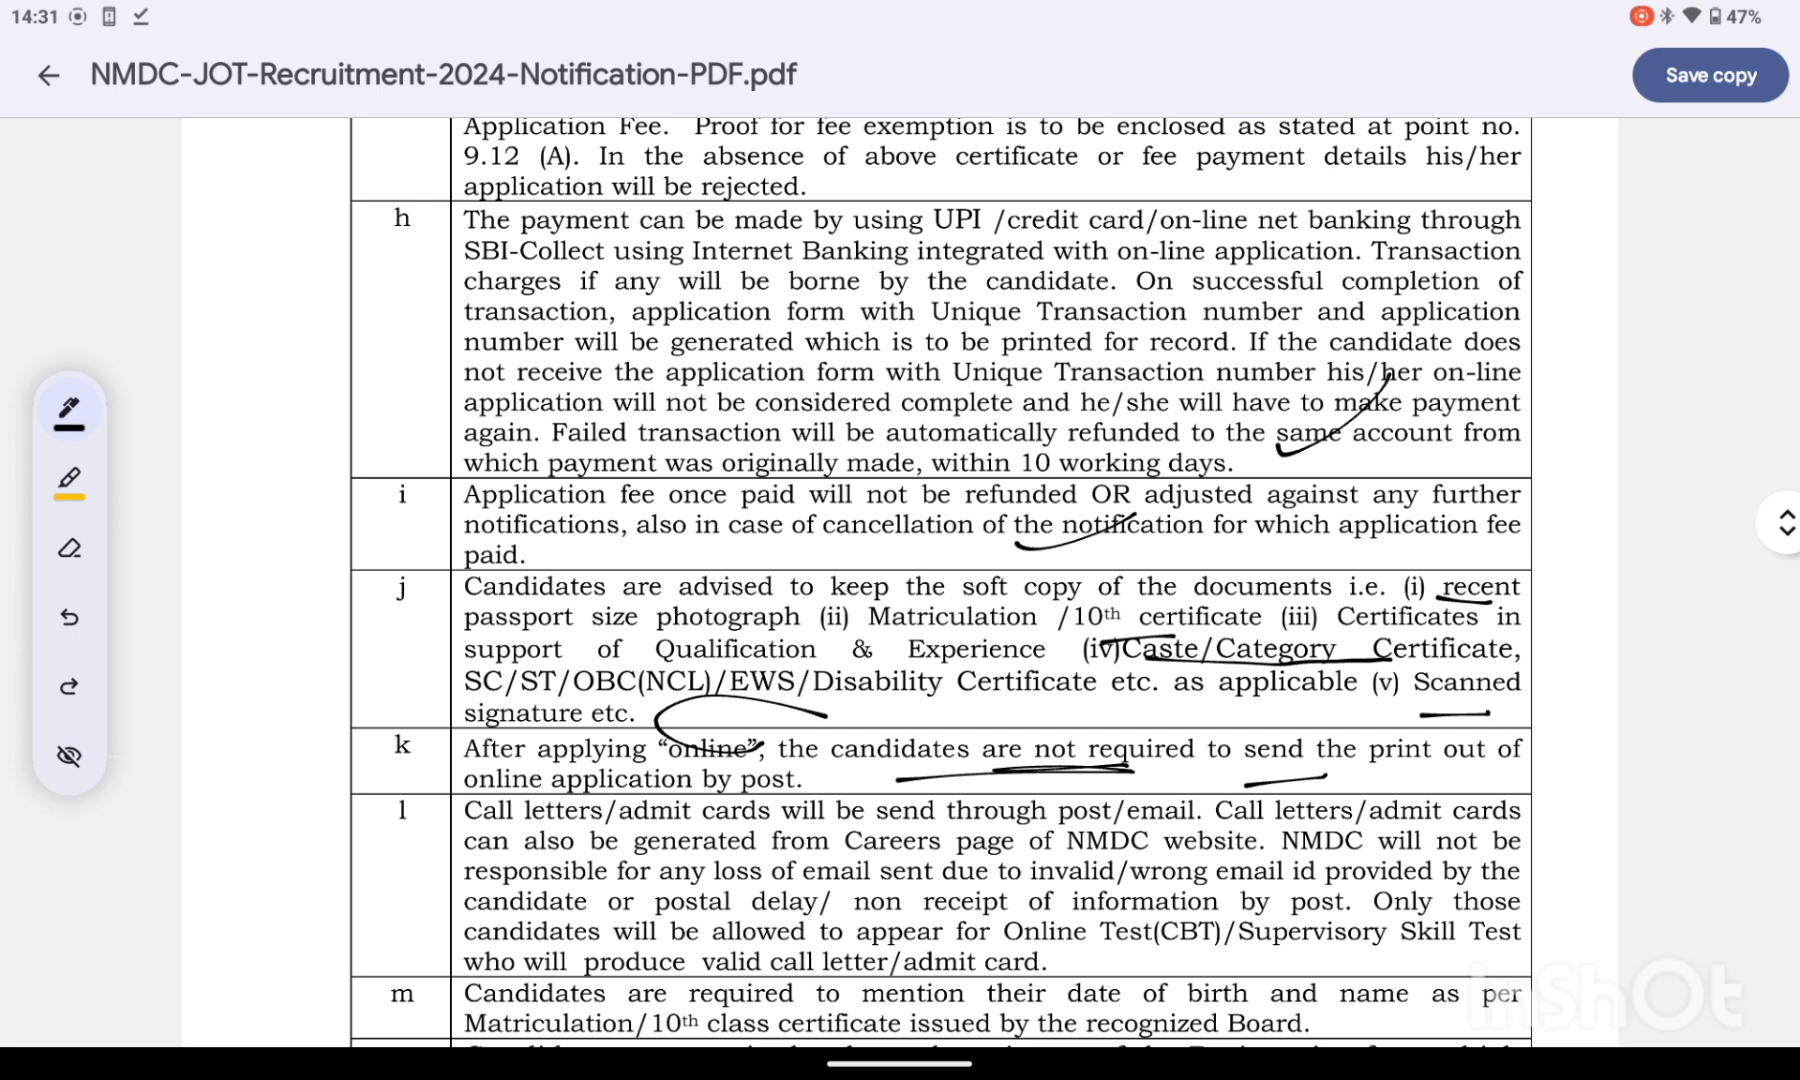 14:31
47%
NMDC-JOT-Recruitment-2024-Notification-PDF.pdf
Save copy
Application Fee. Proof for fee exemption is to be enclosed as stated at point no.
9.12 (A). In the absence of above certificate or fee payment details his/her
application will be rejected.
h
The payment can be made by using UPI /credit card/on-line net banking through
SBI-Collect using Internet Banking integrated with on-line application. Transaction
charges if any will be borne by the candidate. On successful completion of
transaction, application form with Unique Transaction number and application
number will be generated which is to be printed for record. If the candidate does
not receive the application form with Unique Transaction number his/her on-line
application will not be considered complete and he/she will have to make payment
again. Failed transaction will be automatically refunded to the same account from
which payment was originally made, within 10 working days.
i
Application fee once paid will not be refunded OR adjusted against any further
notifications, also in case of cancellation of the notification for which application fee
paid.
j
Candidates are advised to keep the soft copy of the documents i.e. (i) recent
passport size photograph (ii) Matriculation /10th certificate (iii) Certificates in
support of Qualification & Experience (iv)Caste/Category Certificate,
SC/ST/OBC(NCL)/EWS/Disability Certificate etc. as applicable (v) Scanned
signature etc.
k
After applying “online”, the candidates are not required to send the print out of
online application by post.
l
Call letters/admit cards will be send through post/email. Call letters/admit cards
can also be generated from Careers page of NMDC website. NMDC will not be
responsible for any loss of email sent due to invalid/wrong email id provided by the
candidate or postal delay/ non receipt of information by post. Only those
candidates will be allowed to appear for Online Test(CBT)/Supervisory Skill Test
who will produce valid call letter/admit card.
m
Candidates are required to mention their date of birth and name as per
Matriculation/10th class certificate issued by the recognized Board.
InShOt